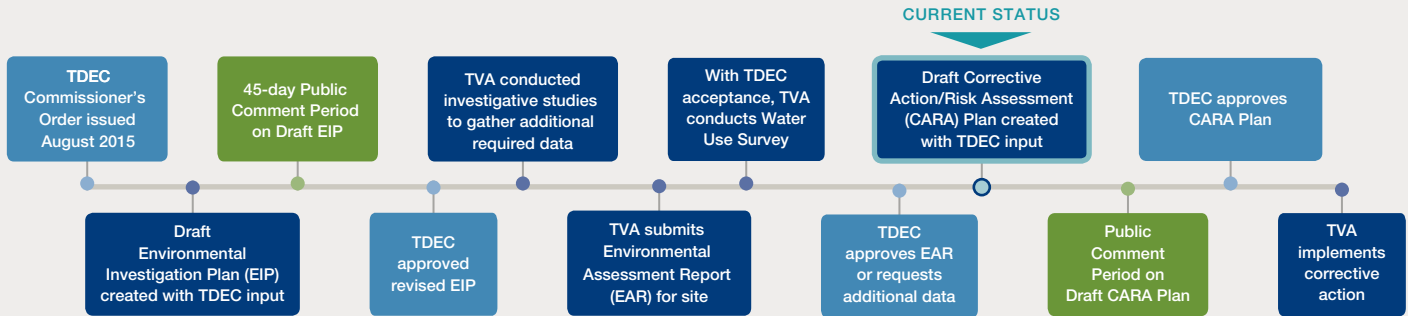 CURRENT STATUS
TDEC
Commissioner's
Order issued
August 2015
Draft
Environmental
Investigation Plan (EIP)
created with TDEC input
45-day Public
Comment Period
on Draft EIP
TDEC
approved
revised EIP
TVA conducted
investigative studies
to gather additional
required data
TVA submits
Environmental
Assessment Report
(EAR) for site
With TDEC
acceptance, TVA
conducts Water
Use Survey
TDEC
approves EAR
or requests
additional data
Draft Corrective
Action/Risk Assessment
(CARA) Plan created
with TDEC input
Public
Comment
Period on
Draft CARA Plan
TDEC approves
CARA Plan
TVA
implements
corrective
action